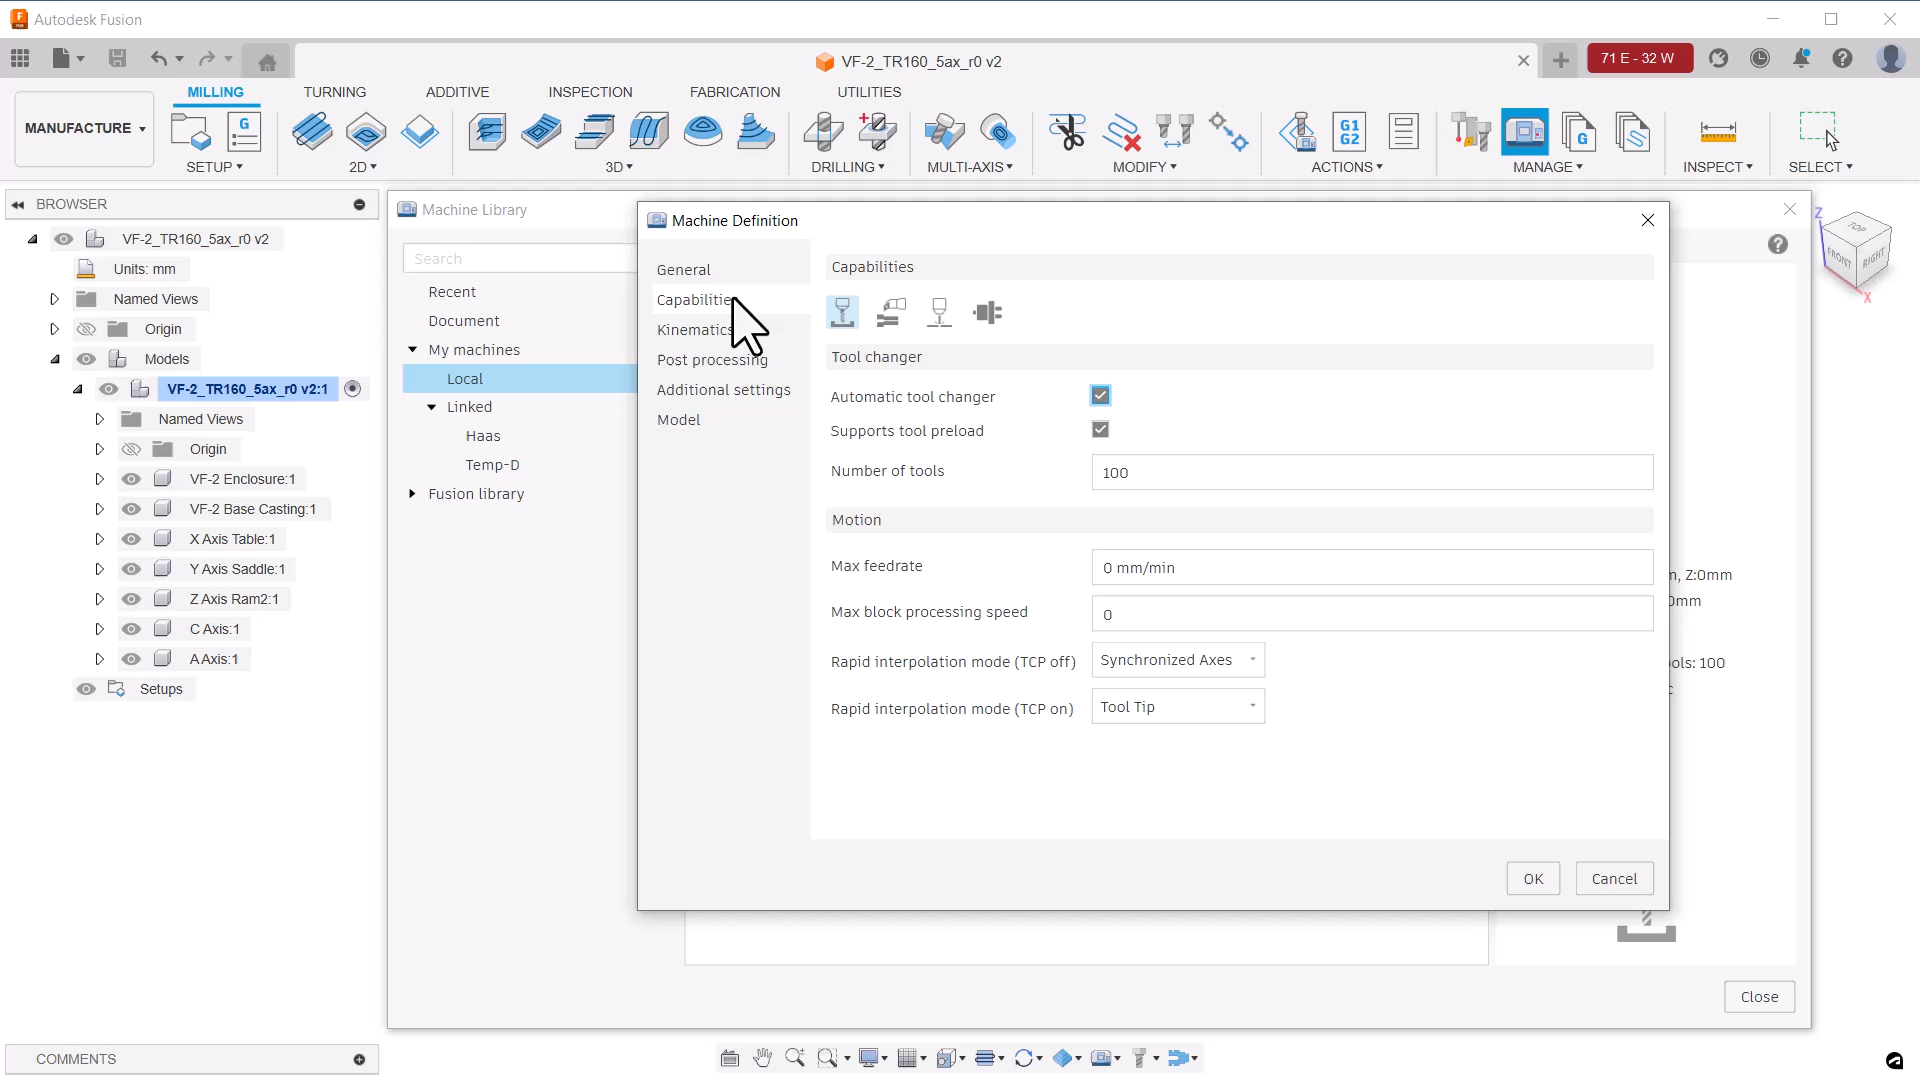 Autodesk Fusion
VF-2_TR160_5ax_r0 v2
71 E - 32 W
MILLING
TURNING
ADDITIVE
INSPECTION
FABRICATION
UTILITIES
MANUFACTURE
SETUP
2D
3D
DRILLING
MULTI-AXIS
MODIFY
ACTIONS
MANAGE
INSPECT
SELECT
G
G1
G2
G
BROWSER
VF-2_TR160_5ax_r0 v2
Units: mm
Named Views
Origin
Models
VF-2_TR160_5ax_r0 v2:1
Named Views
Origin
VF-2 Enclosure:1
VF-2 Base Casting:1
X Axis Table:1
Y Axis Saddle:1
Z Axis Ram2:1
C Axis:1
A Axis:1
Setups
COMMENTS
Machine Library
Search
Recent
Document
My machines
Local
Linked
Haas
Temp-D
Fusion library
Machine Definition
General
Capabilitie
Kinematics
Post processing
Additional settings
Model
Capabilities
Tool changer
Automatic tool changer
Supports tool preload
Number of tools
100
Motion
Max feedrate
0 mm/min
Max block processing speed
0
Rapid interpolation mode (TCP off)
Synchronized Axes
Rapid interpolation mode (TCP on)
Tool Tip
OK
Cancel
Z:0mm
ols: 100
Close
Z
TOP
FRONT
RIGHT
X